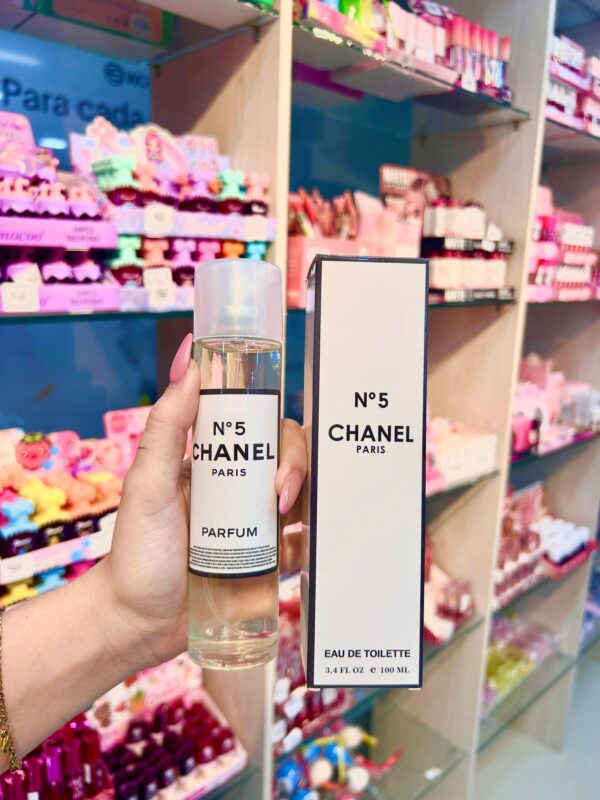 Para cada
N°5
CHANEL
PARIS
PARFUM
N°5
CHANEL
PARIS
EAU DE TOILETTE
3,4 FL OZ e 100 ML